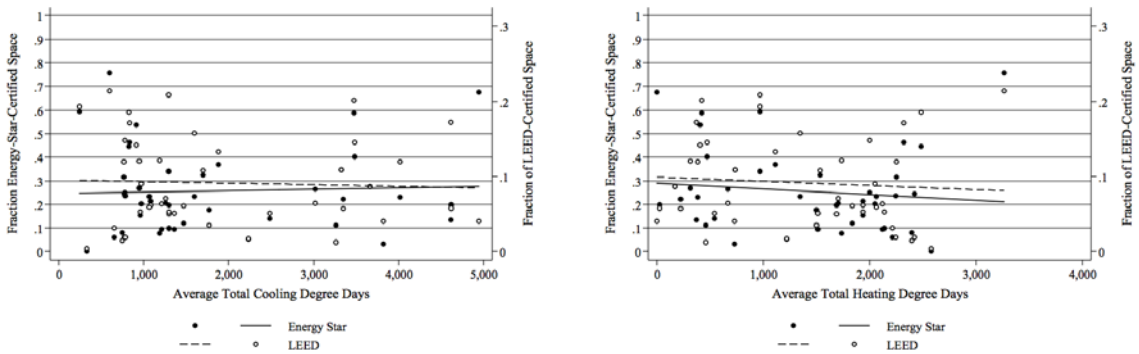 Fraction Energy-Star-Certified Space
1
.9
.8
.7
.6
.5
.4
.3
.2
.1
0
.3
.2
.1
0
Fraction of LEED-Certified Space
0 1,000 2,000 3,000 4,000 5,000
Average Total Cooling Degree Days
Energy Star
LEED
Fraction Energy-Star-Certified Space
1
.9
.8
.7
.6
.5
.4
.3
.2
.1
0
.3
.2
.1
0
Fraction of LEED-Certified Space
0 1,000 2,000 3,000 4,000
Average Total Heating Degree Days
Energy Star
LEED